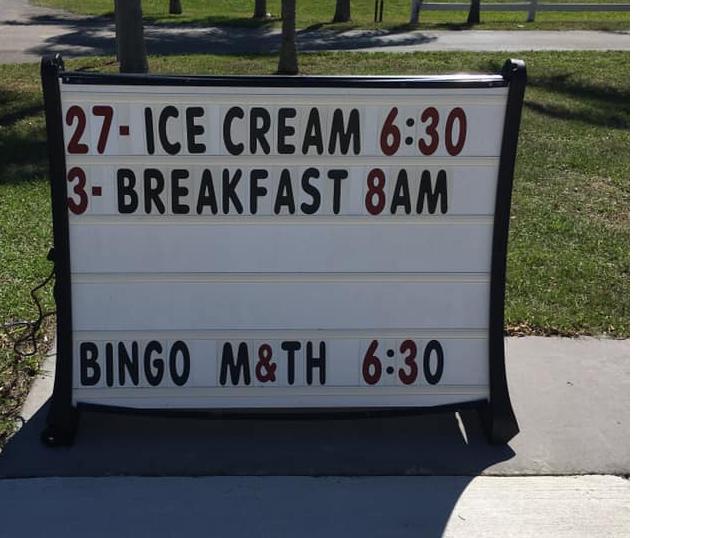 27- ICE CREAM 6:30
3- BREAKFAST 8AM
BINGO M&TH 6:30